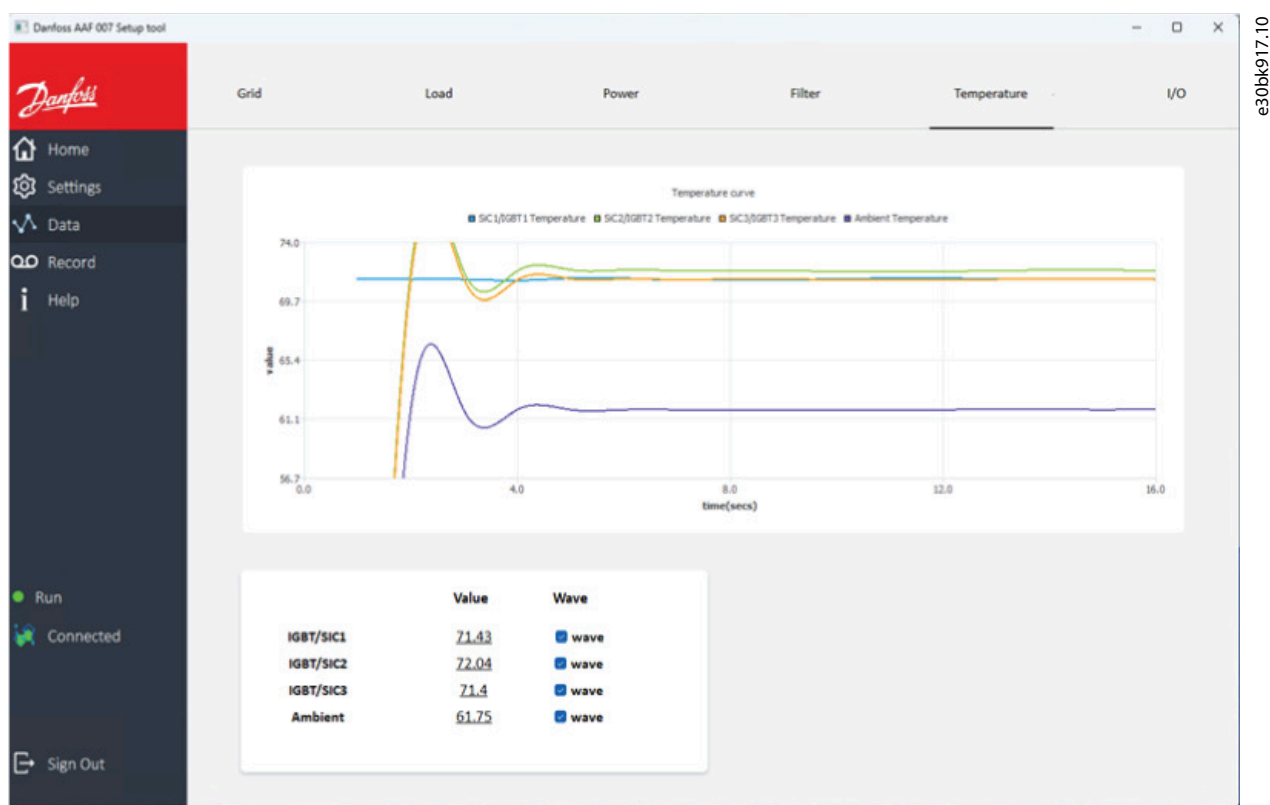 Danfoss AAF 007 Setup tool
e30bk917.10
Danfoss
Grid Load Power Filter Temperature I/O
Home
Settings
Data
Record
Help
Temperature curve
SiC1/IGBT1 Temperature SiC2/IGBT2 Temperature SiC3/IGBT3 Temperature Ambient Temperature
74.0
69.7
65.4
61.1
56.7
value
0.0 4.0 8.0 12.0 16.0
time(secs)
Value Wave
IGBT/SIC1 71.43 wave
IGBT/SIC2 72.04 wave
IGBT/SIC3 71.4 wave
Ambient 61.75 wave
Run
Connected
Sign Out